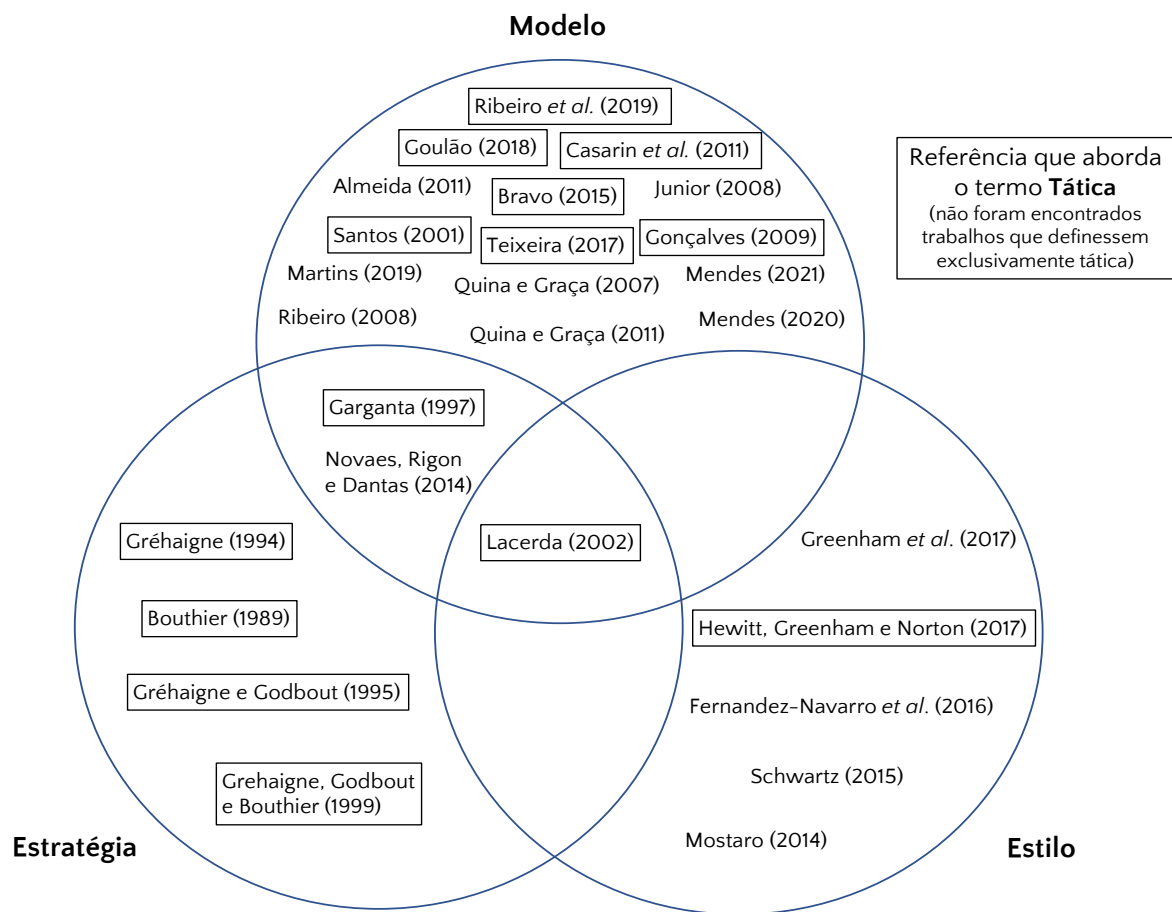 Modelo
Ribeiro et al. (2019)
Goulão (2018)
Casarin et al. (2011)
Almeida (2011)
Bravo (2015)
Junior (2008)
Santos (2001)
Teixeira (2017)
Gonçalves (2009)
Martins (2019)
Quina e Graça (2007)
Mendes (2021)
Ribeiro (2008)
Quina e Graça (2011)
Mendes (2020)
Referência que aborda
o termo Tática
(não foram encontrados
trabalhos que definessem
exclusivamente tática)
Garganta (1997)
Novaes, Rigon
e Dantas (2014)
Lacerda (2002)
Gréhaigne (1994)
Bouthier (1989)
Gréhaigne e Godbout (1995)
Grehaigne, Godbout
e Bouthier (1999)
Estratégia
Greenham et al. (2017)
Hewitt, Greenham e Norton (2017)
Fernandez-Navarro et al. (2016)
Schwartz (2015)
Mostaro (2014)
Estilo